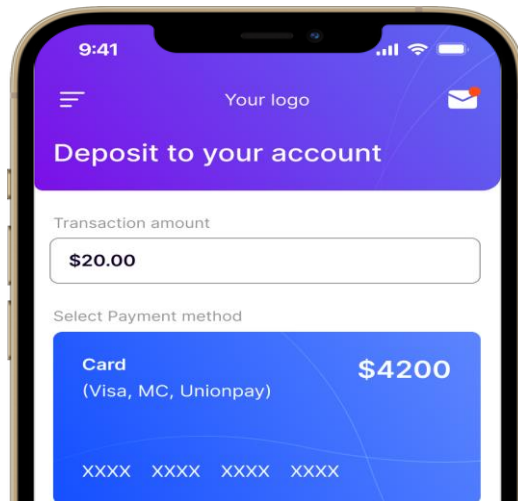 9:41
Your logo
Deposit to your account
Transaction amount
$20.00
Select Payment method
Card
$4200
(Visa, MC, Unionpay)
XXXX XXXX XXXX XXXX